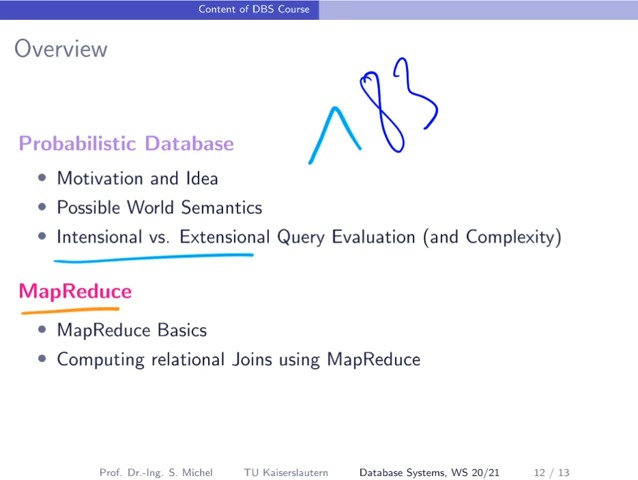 Content of DBS Course
Overview
Probabilistic Database
• Motivation and Idea
• Possible World Semantics
• Intensional vs. Extensional Query Evaluation (and Complexity)
MapReduce
• MapReduce Basics
• Computing relational Joins using MapReduce
Prof. Dr.-Ing. S. Michel TU Kaiserslautern Database Systems, WS 20/21 12 / 13